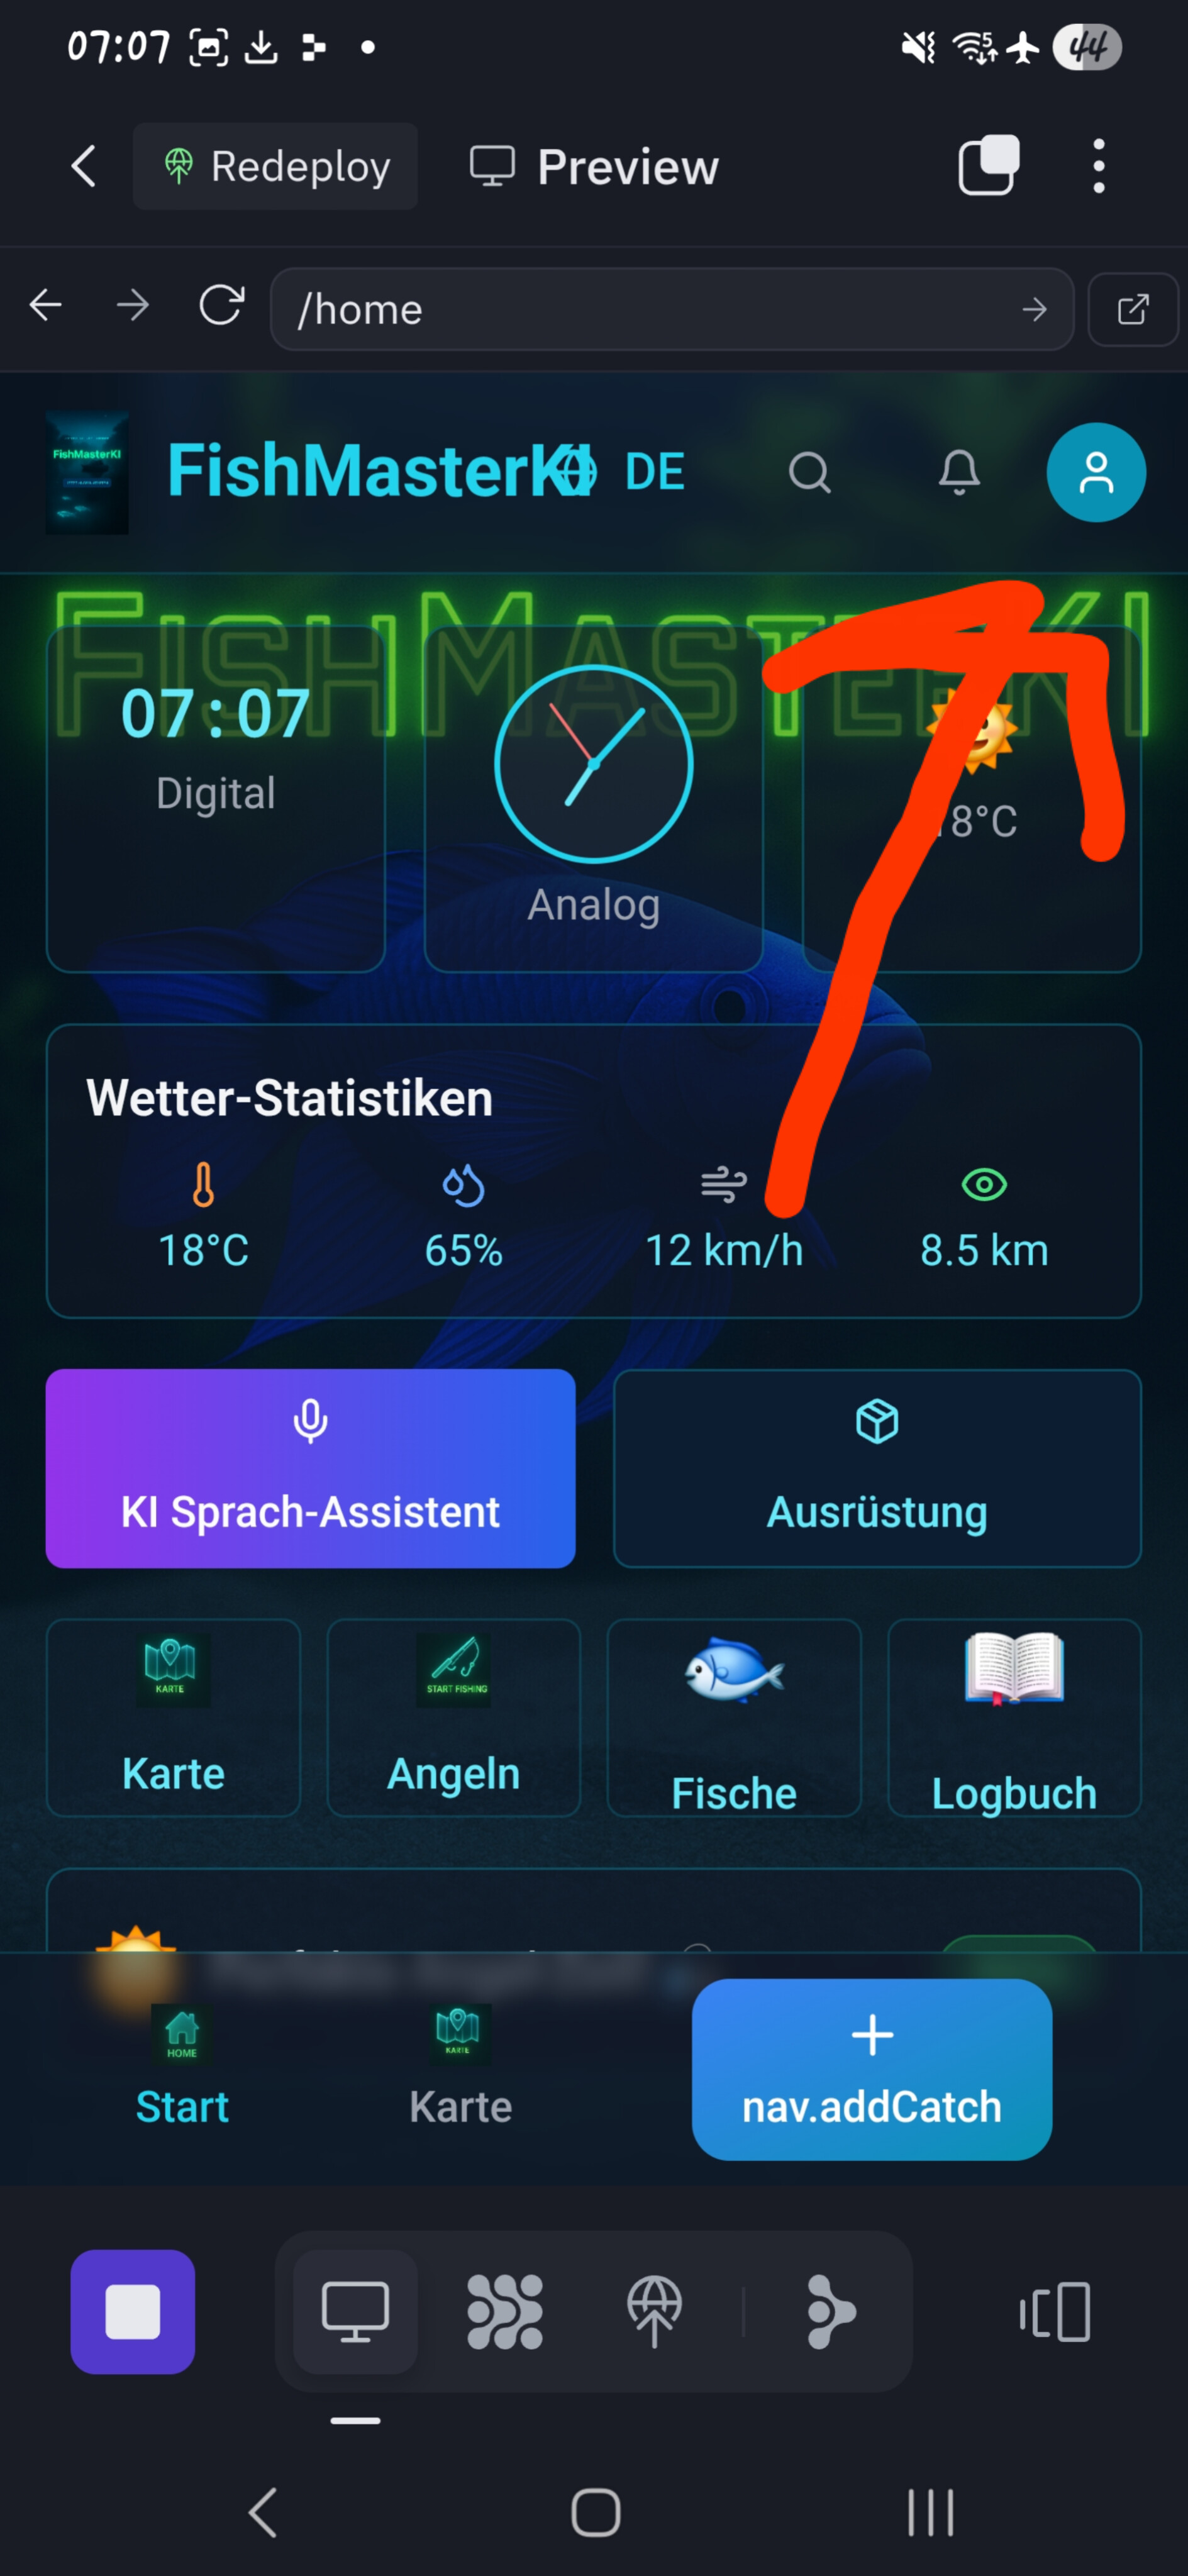 07:07
5
44
Redeploy
Preview
/home
FishMasterKI
FishMasterKI
DE
FishMasterKI
07:07
Digital
Analog
18°C
Wetter-Statistiken
18°C
65%
12 km/h
8.5 km
KI Sprach-Assistent
Ausrüstung
KARTE
START FISHING
Karte
Angeln
Fische
Logbuch
HOME
KARTE
Start
Karte
nav.addCatch